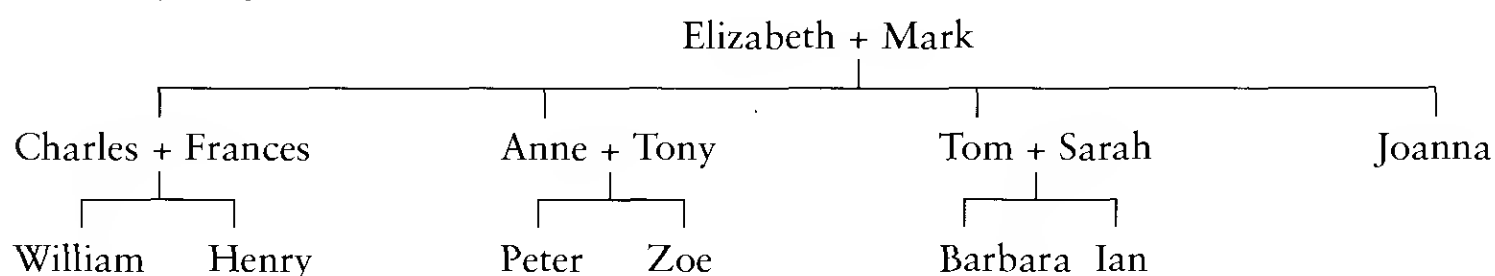 Elizabeth + Mark
Charles + Frances Anne + Tony Tom + Sarah Joanna
William Henry Peter Zoe Barbara Ian